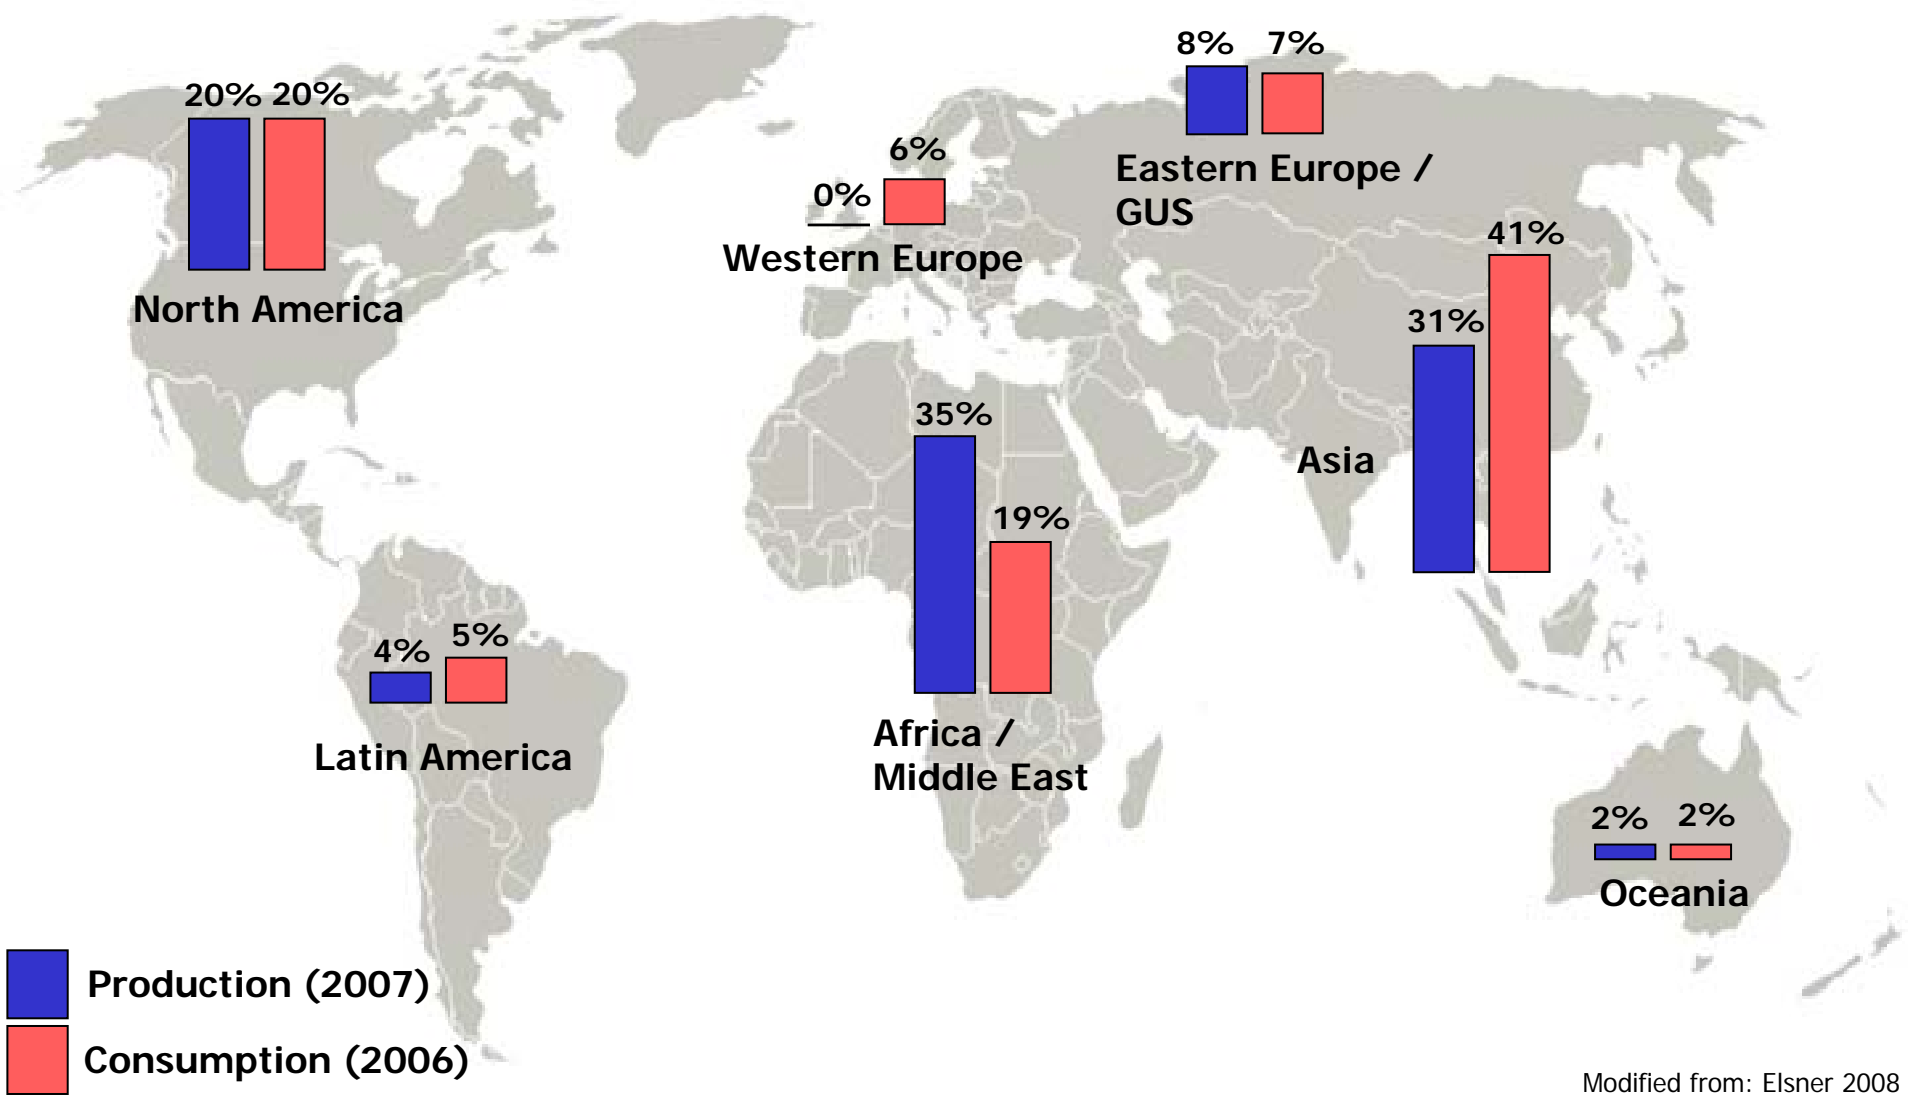 20% 20%
North America
8% 7%
Eastern Europe /
GUS
6%
0%
Western Europe
41%
31%
Asia
35%
19%
Africa /
Middle East
4% 5%
Latin America
2% 2%
Oceania
Production (2007)
Consumption (2006)
Modified from: Elsner 2008